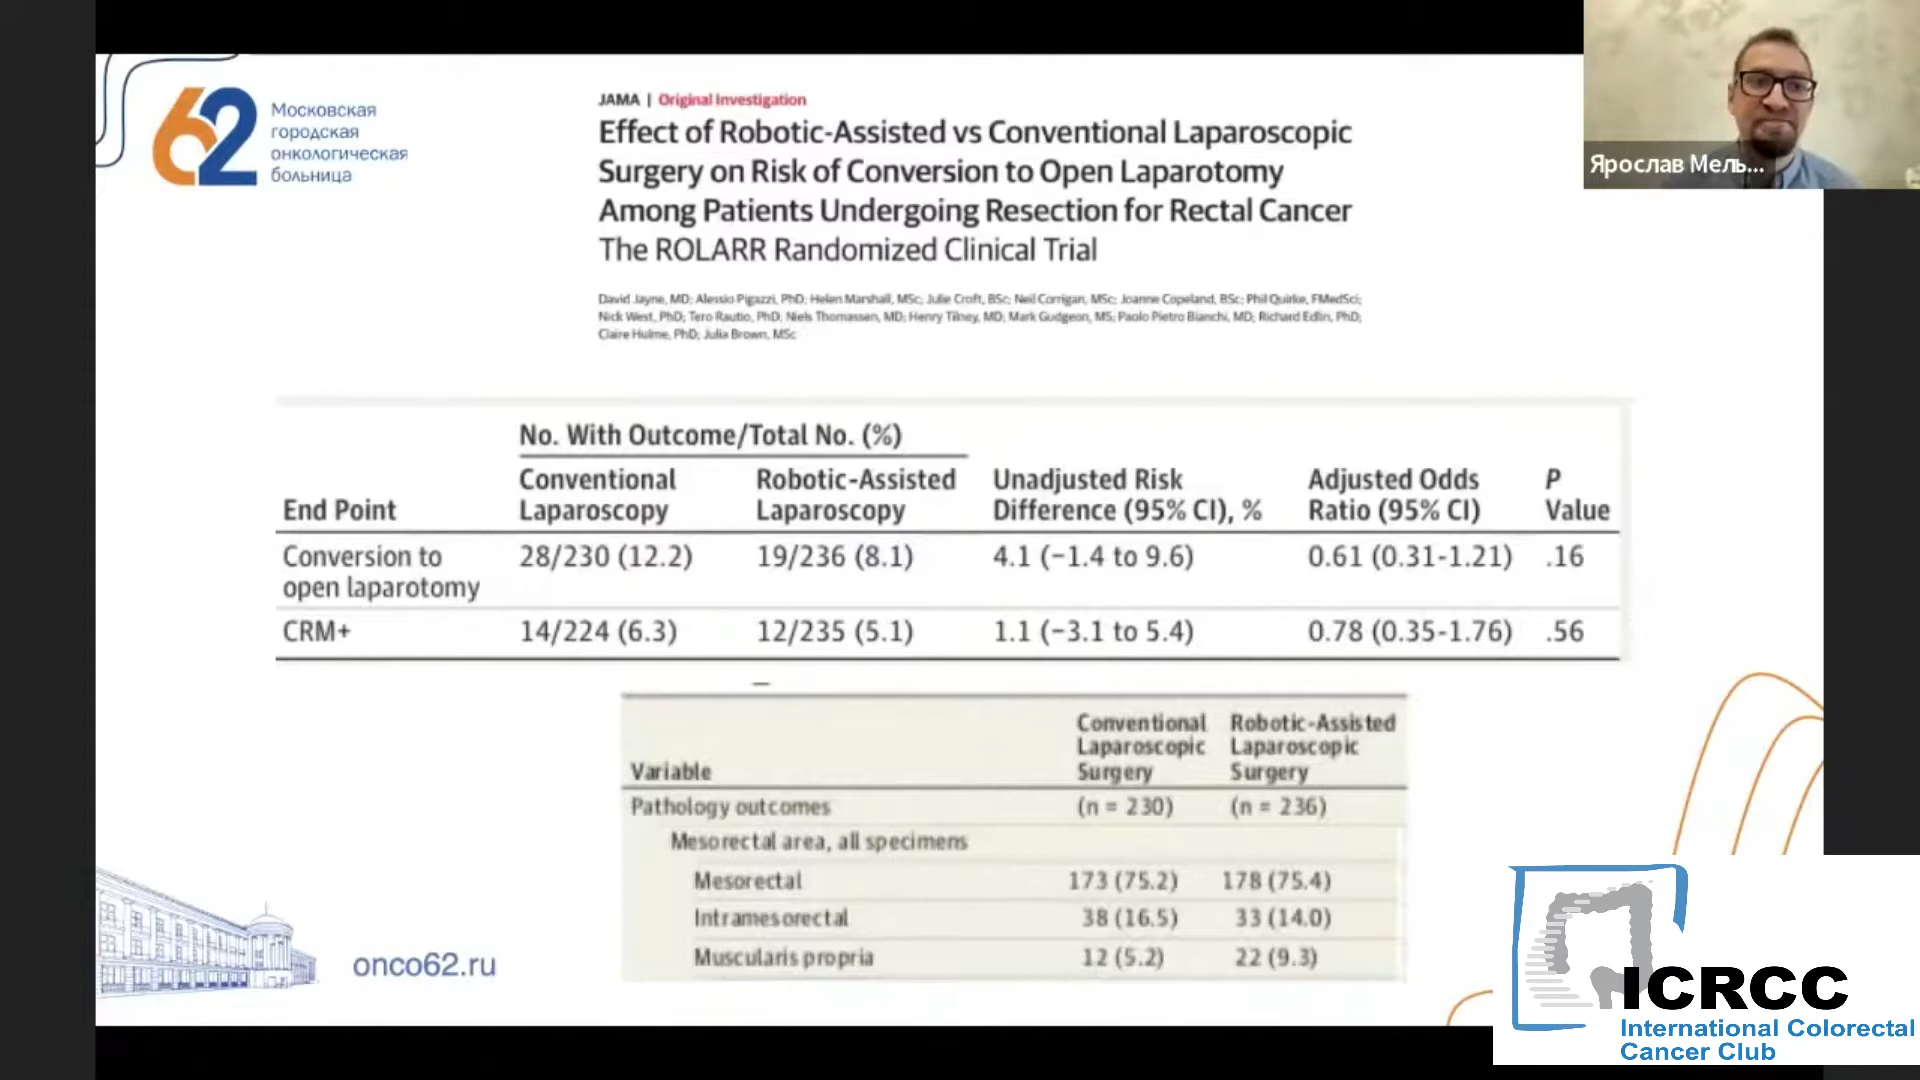 62
Московская
городская
онкологическая
больница
JAMA | Original Investigation
Effect of Robotic-Assisted vs Conventional Laparoscopic
Surgery on Risk of Conversion to Open Laparotomy
Among Patients Undergoing Resection for Rectal Cancer
The ROLARR Randomized Clinical Trial
David Jayne, MD; Alessio Pigazzi, PhD; Helen Marshall, MSc; Julie Croft, BSc; Neil Corrigan, MSc; Joanne Copeland, BSc; Phil Quirke, FMedSci;
Nick West, PhD; Tero Rautio, PhD; Niels Thomassen, MD; Henry Tilney, MD; Mark Gudgeon, MS; Paolo Pietro Bianchi, MD; Richard Edlin, PhD;
Claire Hulme, PhD; Julia Brown, MSc
Ярослав Мель...
No. With Outcome/Total No. (%)
End Point Conventional Laparoscopy Robotic-Assisted Laparoscopy Unadjusted Risk Difference (95% CI), % Adjusted Odds Ratio (95% CI) P Value
Conversion to open laparotomy 28/230 (12.2) 19/236 (8.1) 4.1 (−1.4 to 9.6) 0.61 (0.31-1.21) .16
CRM+ 14/224 (6.3) 12/235 (5.1) 1.1 (−3.1 to 5.4) 0.78 (0.35-1.76) .56
Variable Conventional Laparoscopic Surgery Robotic-Assisted Laparoscopic Surgery
Pathology outcomes (n = 230) (n = 236)
Mesorectal area, all specimens
Mesorectal 173 (75.2) 178 (75.4)
Intramesorectal 38 (16.5) 33 (14.0)
Muscularis propria 12 (5.2) 22 (9.3)
onco62.ru
ICRCC
International Colorectal
Cancer Club